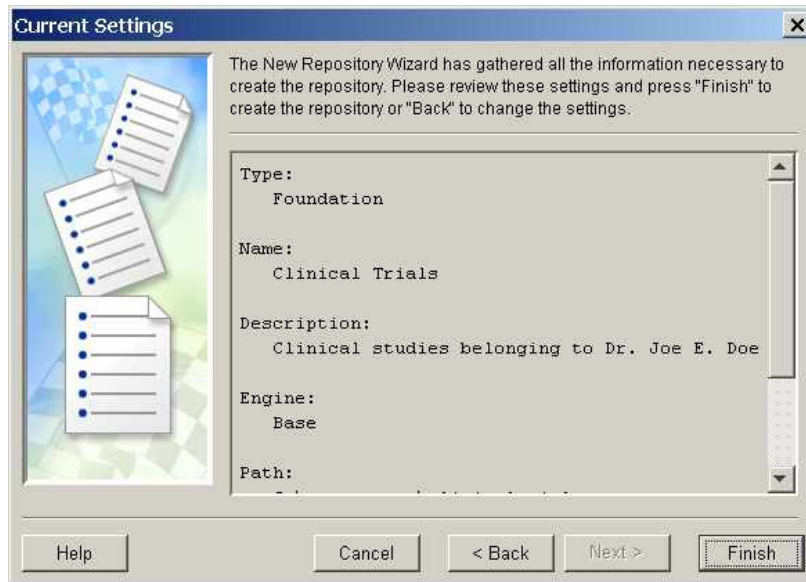 Current Settings
The New Repository Wizard has gathered all the information necessary to
create the repository. Please review these settings and press "Finish" to
create the repository or "Back" to change the settings.
Type:
Foundation
Name:
Clinical Trials
Description:
Clinical studies belonging to Dr. Joe E. Doe
Engine:
Base
Path:
Help
Cancel
< Back
Next >
Finish